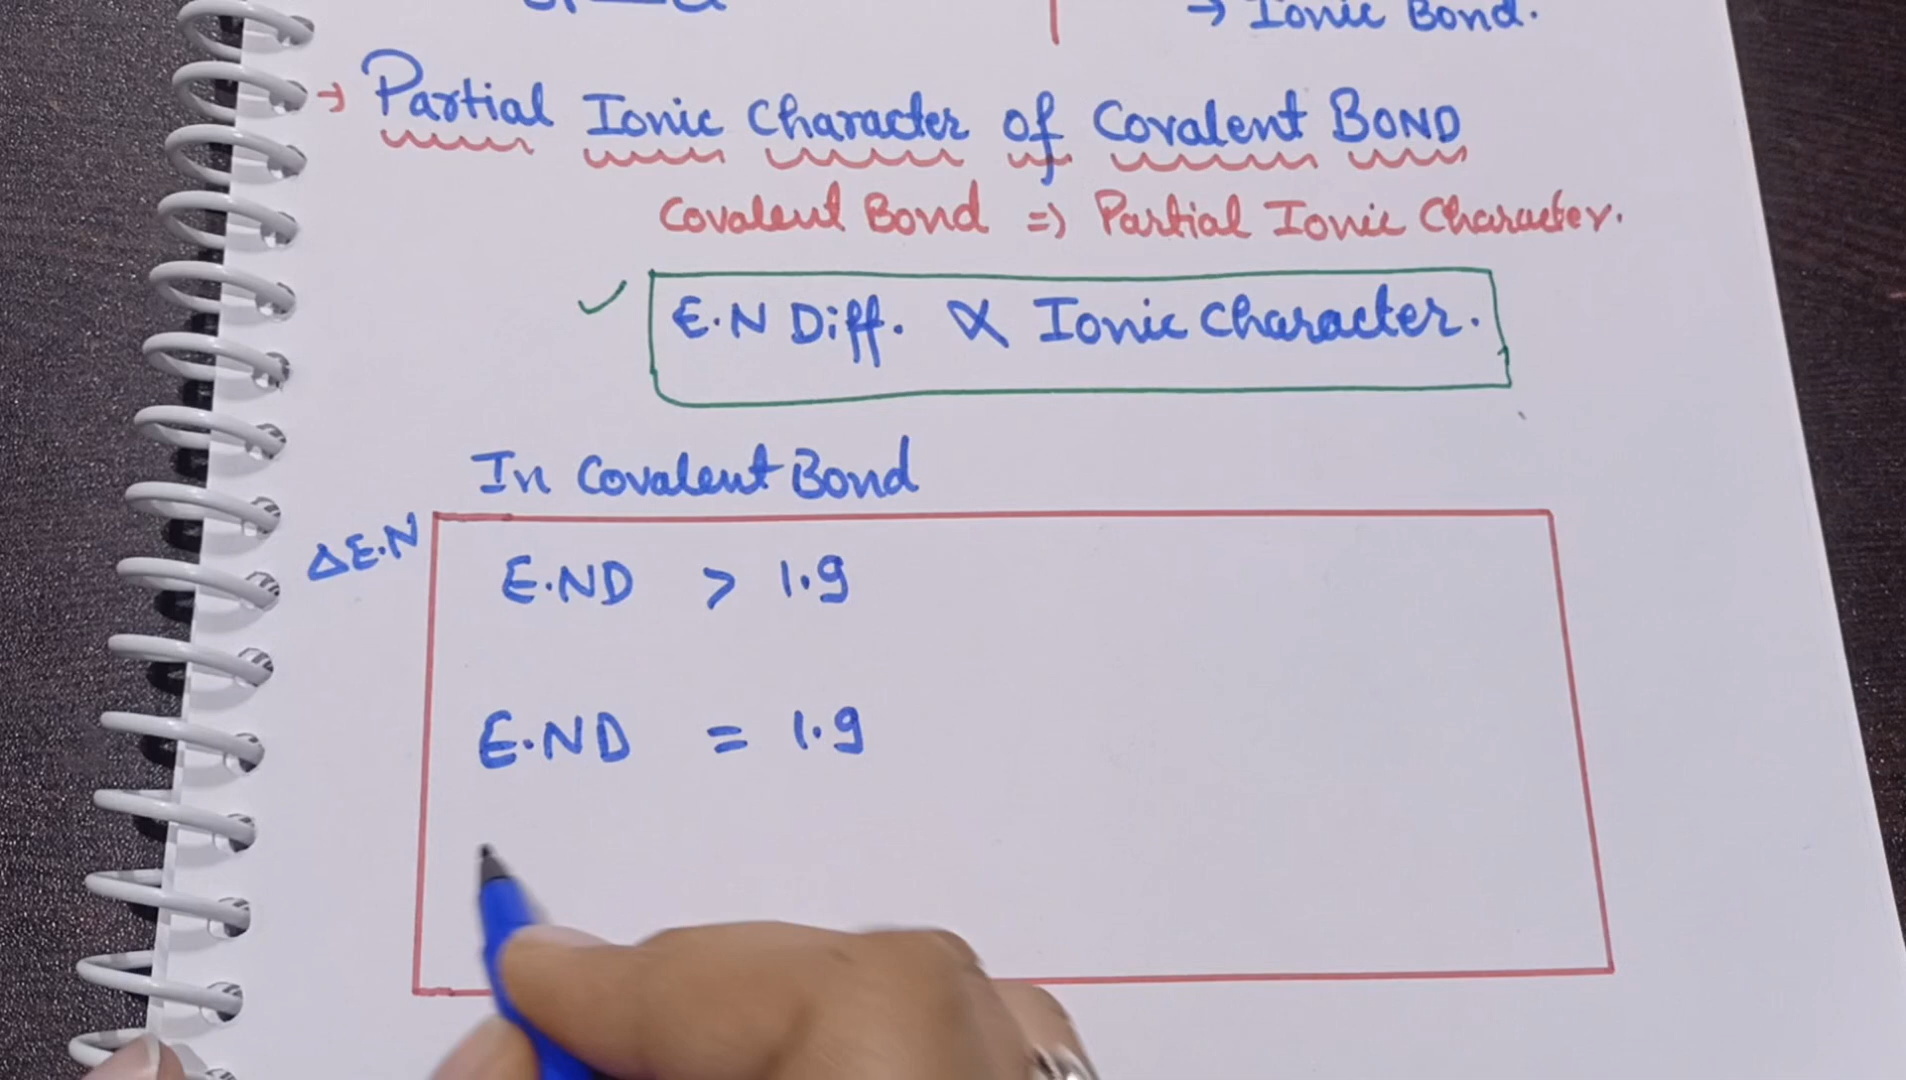 → Ionic Bond.
→ Partial Ionic Character of Covalent BOND
Covalent Bond => Partial Ionic Character.
✓ E.N Diff. ∝ Ionic Character.
In Covalent Bond
ΔE.N
E.ND > 1.9
E.ND = 1.9